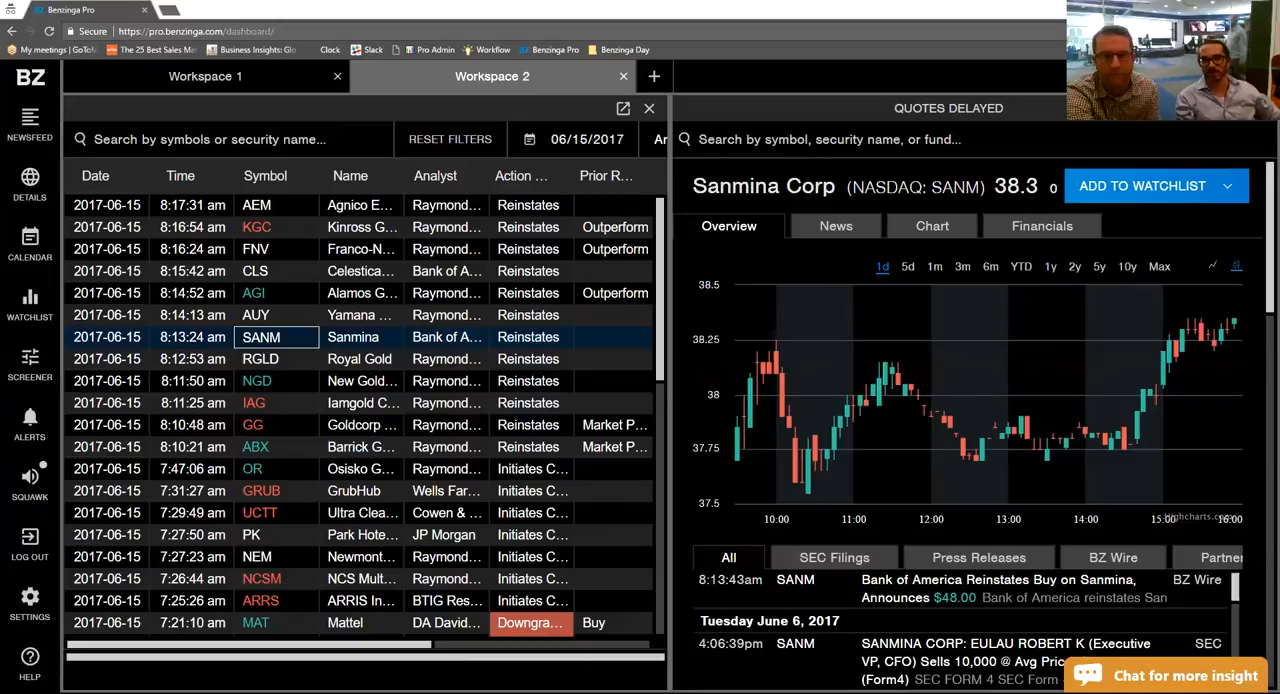 Benzinga Pro
Secure | https://pro.benzinga.com/dashboard/
My meetings | GoToM The 25 Best Sales Me Business Insights: Glo Clock Slack Pro Admin Workflow Benzinga Pro Benzinga Day
BZ
Workspace 1
Workspace 2
NEWSFEED
DETAILS
CALENDAR
WATCHLIST
SCREENER
ALERTS
SQUAWK
LOG OUT
SETTINGS
HELP
Search by symbols or security name... RESET FILTERS 06/15/2017 Ar
Date Time Symbol Name Analyst Action ... Prior R...
2017-06-15 8:17:31 am AEM Agnico E... Raymond... Reinstates
2017-06-15 8:16:54 am KGC Kinross G... Raymond... Reinstates Outperform
2017-06-15 8:16:24 am FNV Franco-N... Raymond... Reinstates Outperform
2017-06-15 8:15:42 am CLS Celestica... Bank of A... Reinstates
2017-06-15 8:14:52 am AGI Alamos G... Raymond... Reinstates Outperform
2017-06-15 8:14:13 am AUY Yamana ... Raymond... Reinstates
2017-06-15 8:13:24 am SANM Sanmina Bank of A... Reinstates
2017-06-15 8:12:53 am RGLD Royal Gold Raymond... Reinstates
2017-06-15 8:11:50 am NGD New Gold... Raymond... Reinstates
2017-06-15 8:11:25 am IAG Iamgold C... Raymond... Reinstates
2017-06-15 8:10:48 am GG Goldcorp ... Raymond... Reinstates Market P...
2017-06-15 8:10:21 am ABX Barrick G... Raymond... Reinstates Market P...
2017-06-15 7:47:06 am OR Osisko G... Raymond... Initiates C...
2017-06-15 7:31:27 am GRUB GrubHub Wells Far... Initiates C...
2017-06-15 7:29:49 am UCTT Ultra Clea... Cowen & ... Initiates C...
2017-06-15 7:27:50 am PK Park Hote... JP Morgan Initiates C...
2017-06-15 7:27:23 am NEM Newmont... Raymond... Initiates C...
2017-06-15 7:26:44 am NCSM NCS Mult... Raymond... Initiates C...
2017-06-15 7:25:26 am ARRS ARRIS In... BTIG Res... Initiates C...
2017-06-15 7:21:10 am MAT Mattel DA David... Downgra... Buy
QUOTES DELAYED
Search by symbol, security name, or fund...
Sanmina Corp (NASDAQ: SANM) 38.3 0 ADD TO WATCHLIST
Overview News Chart Financials
1d 5d 1m 3m 6m YTD 1y 2y 5y 10y Max
38.5
38.25
38
37.75
37.5
10:00 11:00 12:00 13:00 14:00 15:00 16:00
All SEC Filings Press Releases BZ Wire Partner
8:13:43am SANM Bank of America Reinstates Buy on Sanmina, BZ Wire
Announces $48.00 Bank of America reinstates San
Tuesday June 6, 2017
4:06:39pm SANM SANMINA CORP: EULAU ROBERT K (Executive SEC
VP, CFO) Sells 10,000 @ Avg Pric
(Form4) SEC FORM 4 SEC Form
Chat for more insight